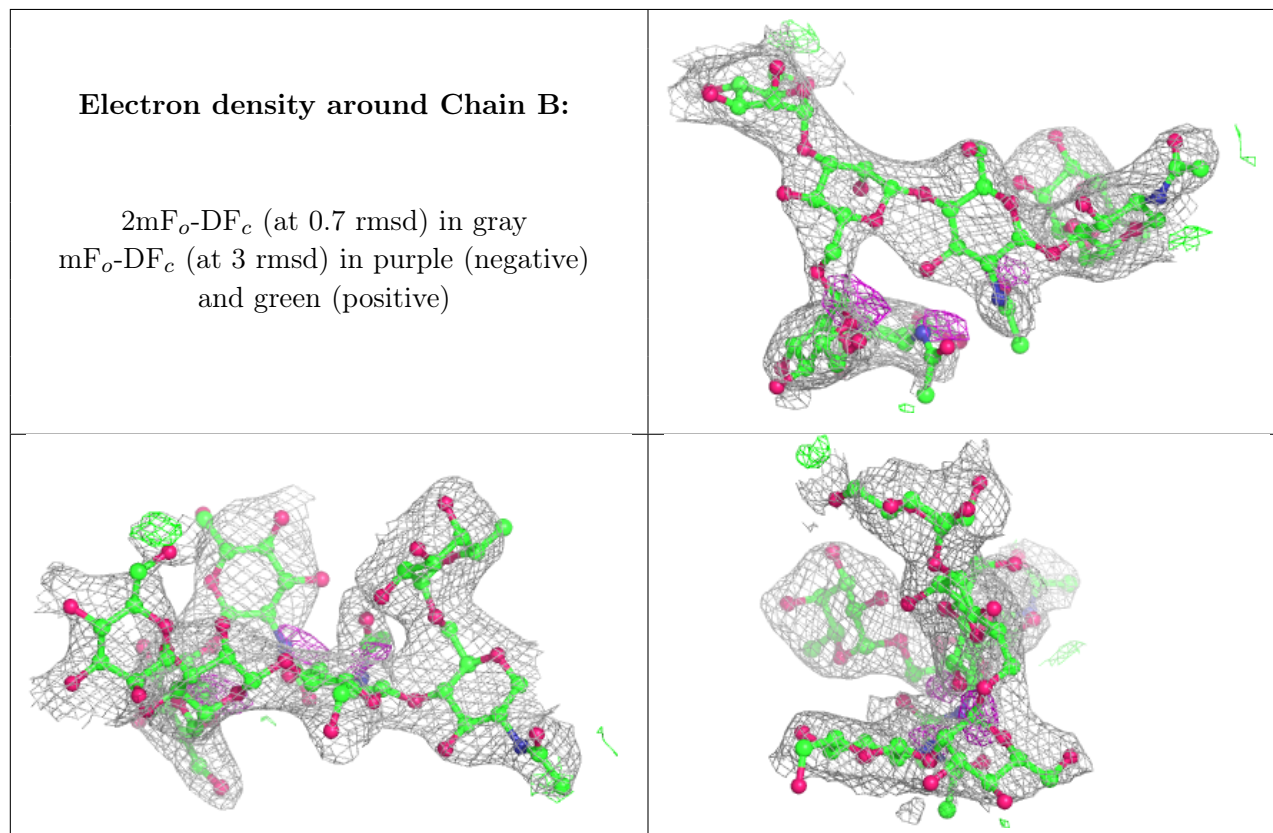 Electron density around Chain B:
2mFₒ-DF𝒸 (at 0.7 rmsd) in gray
mFₒ-DF𝒸 (at 3 rmsd) in purple (negative)
and green (positive)